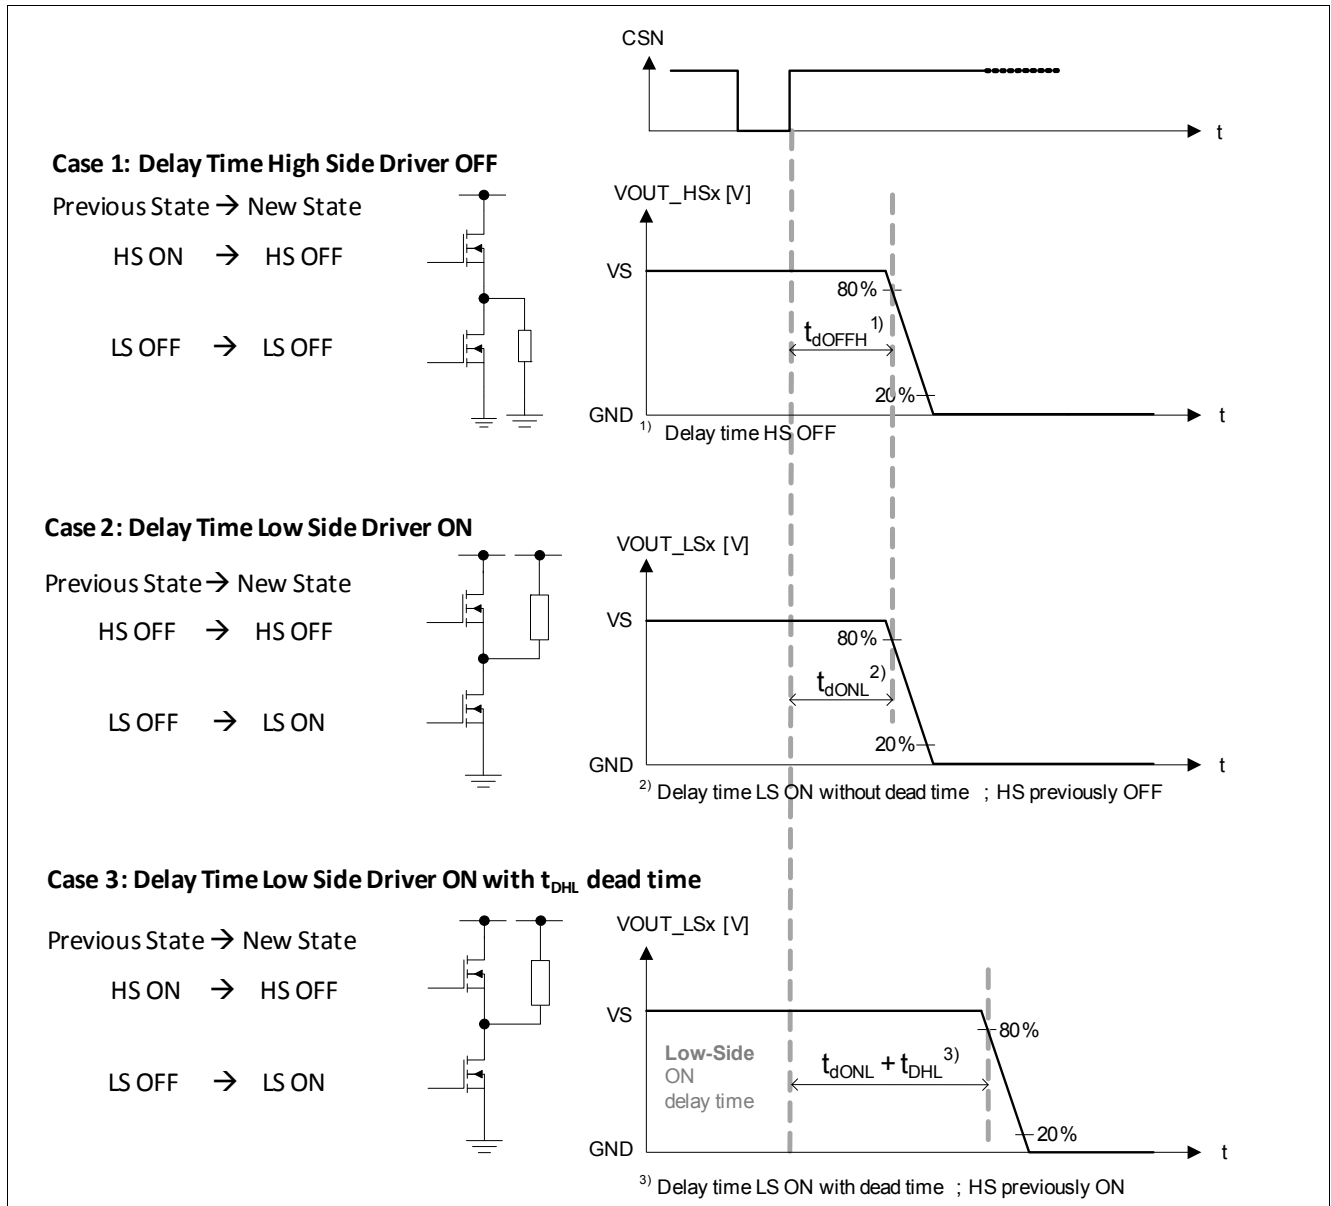 CSN
t
Case 1: Delay Time High Side Driver OFF
Previous State → New State
HS ON → HS OFF
LS OFF → LS OFF
VOUT_HSx [V]
VS
80%
tdOFFH 1)
20%
GND
t
1) Delay time HS OFF
Case 2: Delay Time Low Side Driver ON
Previous State → New State
HS OFF → HS OFF
LS OFF → LS ON
VOUT_LSx [V]
VS
80%
tdONL 2)
20%
GND
t
2) Delay time LS ON without dead time ; HS previously OFF
Case 3: Delay Time Low Side Driver ON with tDHL dead time
Previous State → New State
HS ON → HS OFF
LS OFF → LS ON
VOUT_LSx [V]
VS
80%
Low-Side
ON
delay time
tdONL + tDHL 3)
20%
GND
t
3) Delay time LS ON with dead time ; HS previously ON